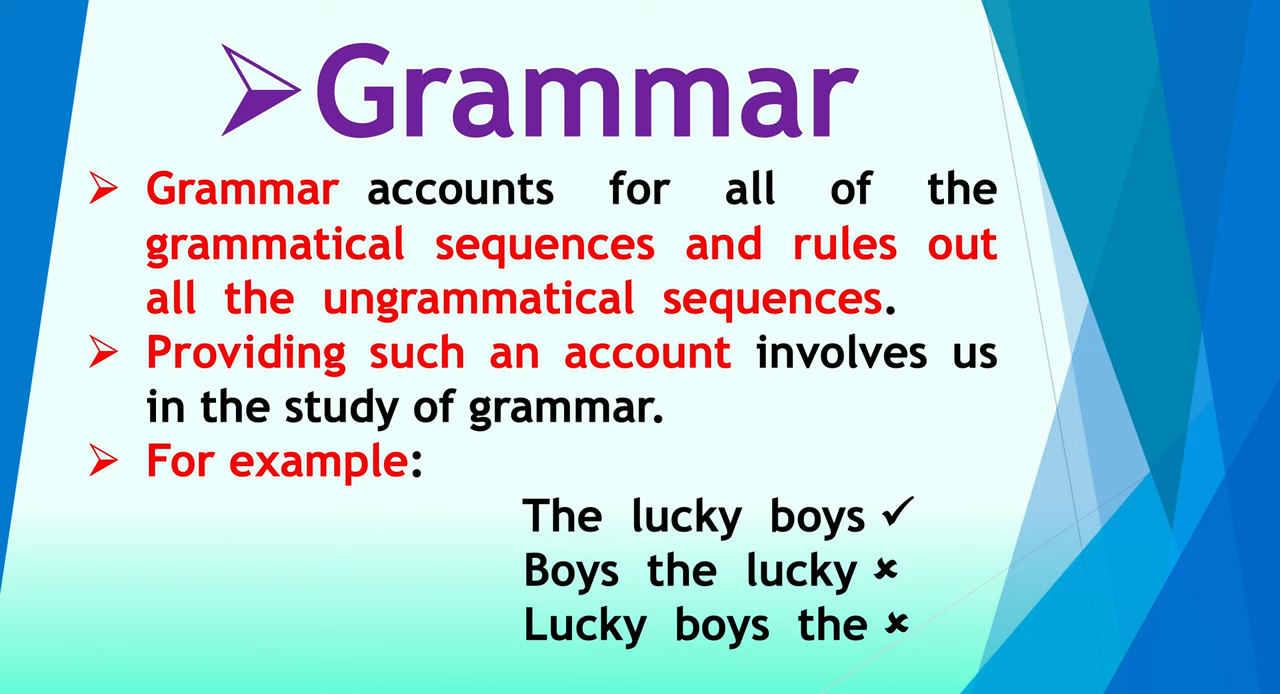 ➢Grammar
➢ Grammar accounts for all of the
grammatical sequences and rules out
all the ungrammatical sequences.
➢ Providing such an account involves us
in the study of grammar.
➢ For example:
The lucky boys ✓
Boys the lucky ✘
Lucky boys the ✘